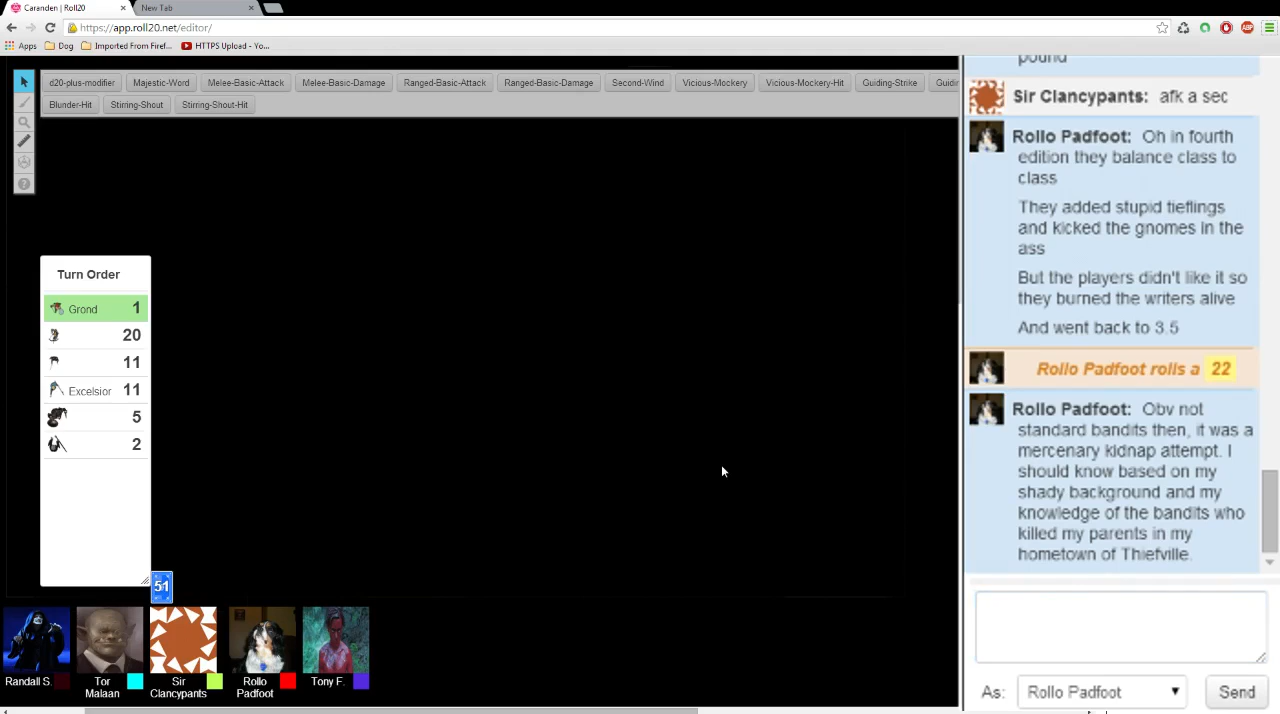 Caranden | Roll20
New Tab
https://app.roll20.net/editor/
Apps Dog Imported From Firef... HTTPS Upload - Yo...
d20-plus-modifier Majestic-Word Melee-Basic-Attack Melee-Basic-Damage Ranged-Basic-Attack Ranged-Basic-Damage Second-Wind Vicious-Mockery Vicious-Mockery-Hit Guiding-Strike Guidi
Blunder-Hit Stirring-Shout Stirring-Shout-Hit
Turn Order
Grond 1
20
11
Excelsior 11
5
2
51
Randall S.
Tor Malaan
Sir Clancypants
Rollo Padfoot
Tony F.
pound
Sir Clancypants: afk a sec
Rollo Padfoot: Oh in fourth
edition they balance class to
class
They added stupid tieflings
and kicked the gnomes in the
ass
But the players didn't like it so
they burned the writers alive
And went back to 3.5
Rollo Padfoot rolls a 22
Rollo Padfoot: Obv not
standard bandits then, it was a
mercenary kidnap attempt. I
should know based on my
shady background and my
knowledge of the bandits who
killed my parents in my
hometown of Thiefville.
As: Rollo Padfoot Send